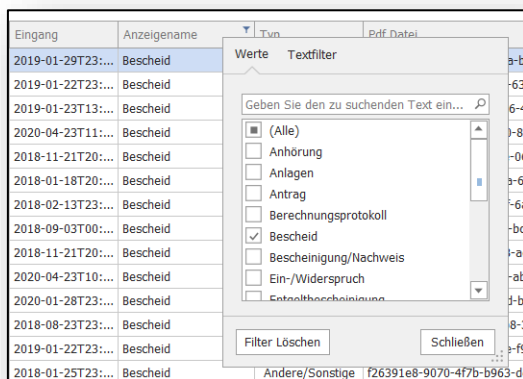 Eingang Anzeigename Typ Pdf Datei
2019-01-29T23:... Bescheid
2019-01-22T23:... Bescheid
2019-01-23T13:... Bescheid
2020-04-23T11:... Bescheid
2018-11-21T20:... Bescheid
2018-01-18T20:... Bescheid
2018-02-13T23:... Bescheid
2018-09-03T00:... Bescheid
2018-11-21T20:... Bescheid
2020-04-23T10:... Bescheid
2020-01-28T23:... Bescheid
2018-08-23T23:... Bescheid
2019-01-22T23:... Bescheid
2018-01-25T23:... Bescheid Andere/Sonstige f26391e8-9070-4f7b-b963-d
Werte Textfilter
Geben Sie den zu suchenden Text ein...
(Alle)
Anhörung
Anlagen
Antrag
Berechnungsprotokoll
Bescheid
Bescheinigung/Nachweis
Ein-/Widerspruch
Entgeltbescheinigung
Filter Löschen Schließen